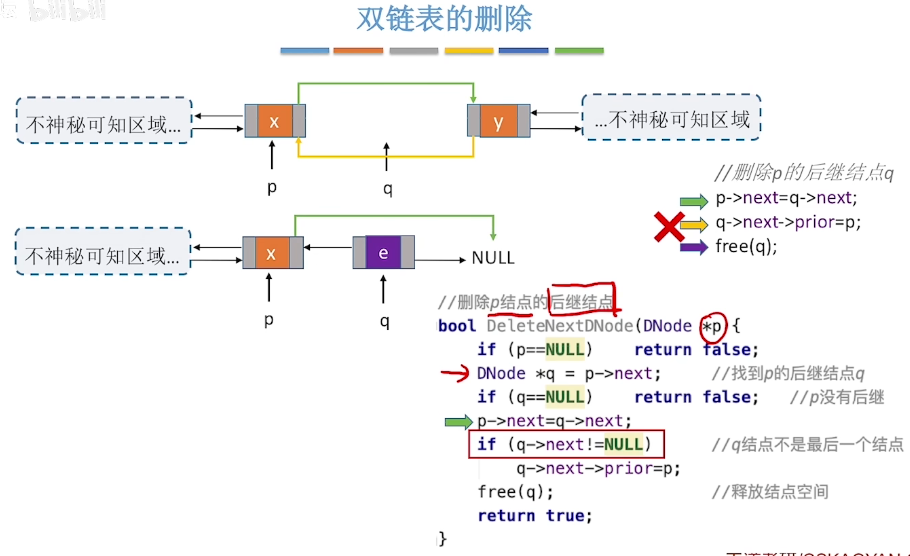 bilibili
双链表的删除
不神秘可知区域...
x
y
...不神秘可知区域
p
q
//删除p的后继结点q
p->next=q->next;
q->next->prior=p;
free(q);
不神秘可知区域...
x
e
NULL
p
q
//删除p结点的后继结点
bool DeleteNextDNode(DNode *p){
if (p==NULL) return false;
DNode *q = p->next; //找到p的后继结点q
if (q==NULL) return false; //p没有后继
p->next=q->next;
if (q->next!=NULL) //q结点不是最后一个结点
q->next->prior=p;
free(q); //释放结点空间
return true;
}